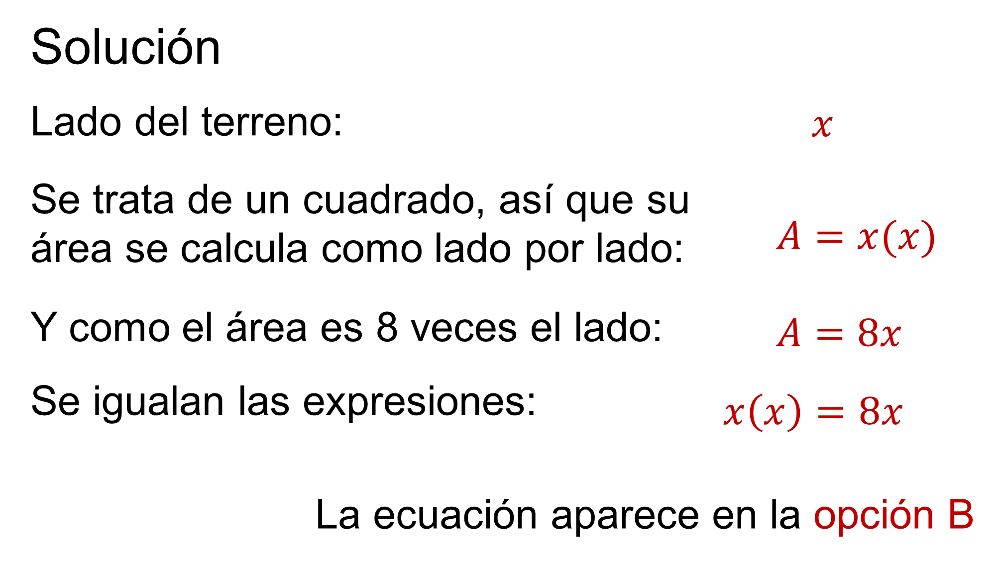 Solución
Lado del terreno: x
Se trata de un cuadrado, así que su
área se calcula como lado por lado: A = x(x)
Y como el área es 8 veces el lado: A = 8x
Se igualan las expresiones: x(x) = 8x
La ecuación aparece en la opción B